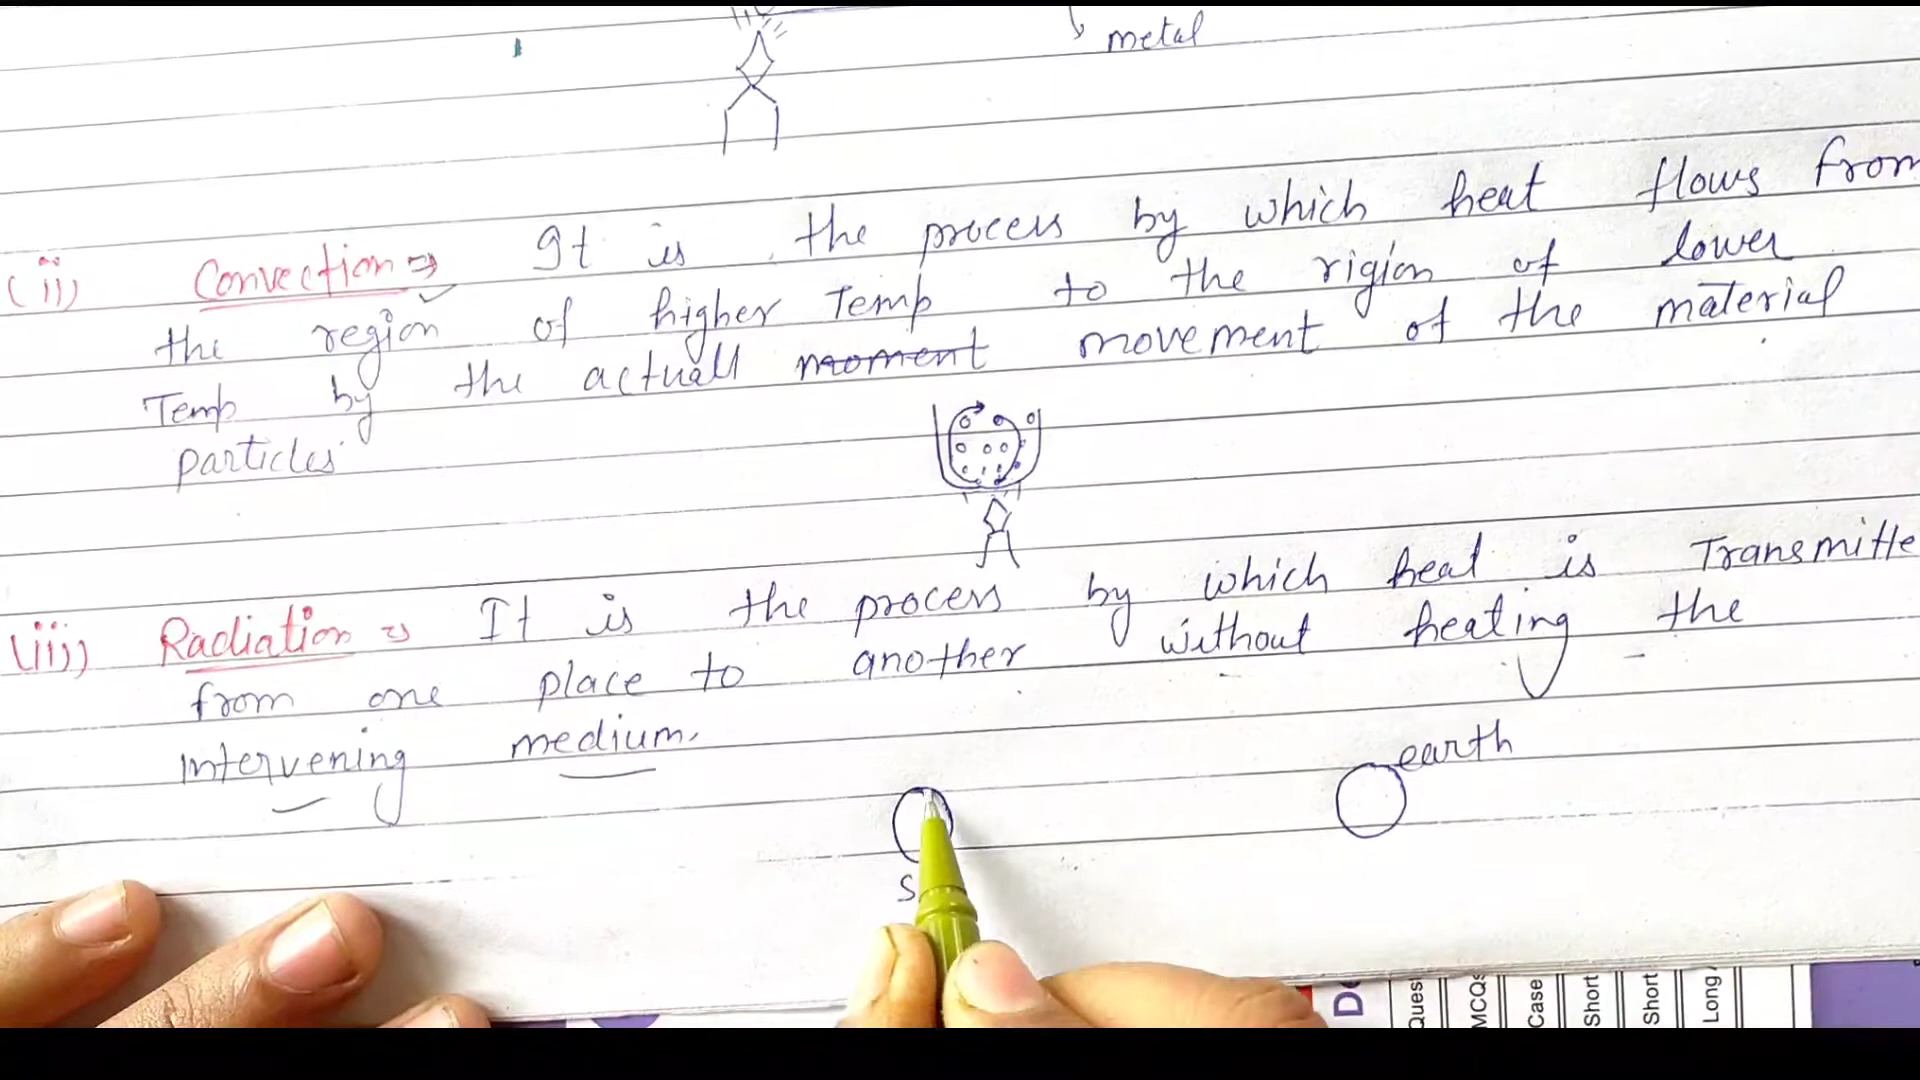 metal
(ii) Convection ⇒ It is the process by which heat flows from
the region of higher Temp to the rigion of lower
Temp by the actuall moment movement of the material
particles
(iii) Radiation ⇒ It is the process by which heat is Transmitte
from one place to another without heating the
intervening medium.
earth
S
D
Ques
MCQs
Case
Short
Short
Long